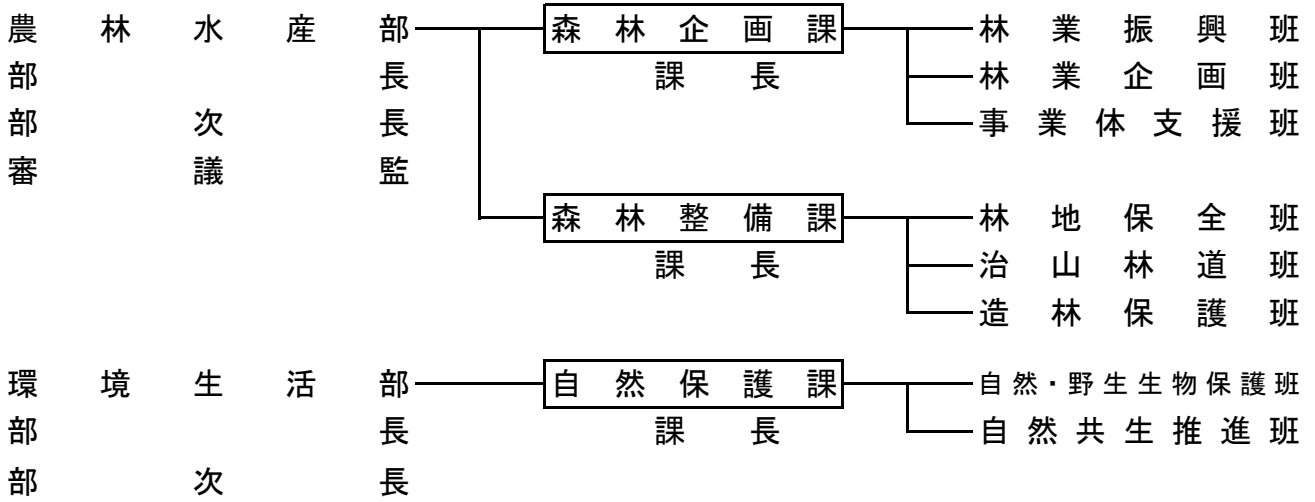 農林水産部 森林企画課 林業振興班
部長 課長 林業企画班
部次長 事業体支援班
審議監
森林整備課 林地保全班
課長 治山林道班
造林保護班
環境生活部 自然保護課 自然・野生生物保護班
部長 課長 自然共生推進班
部次長